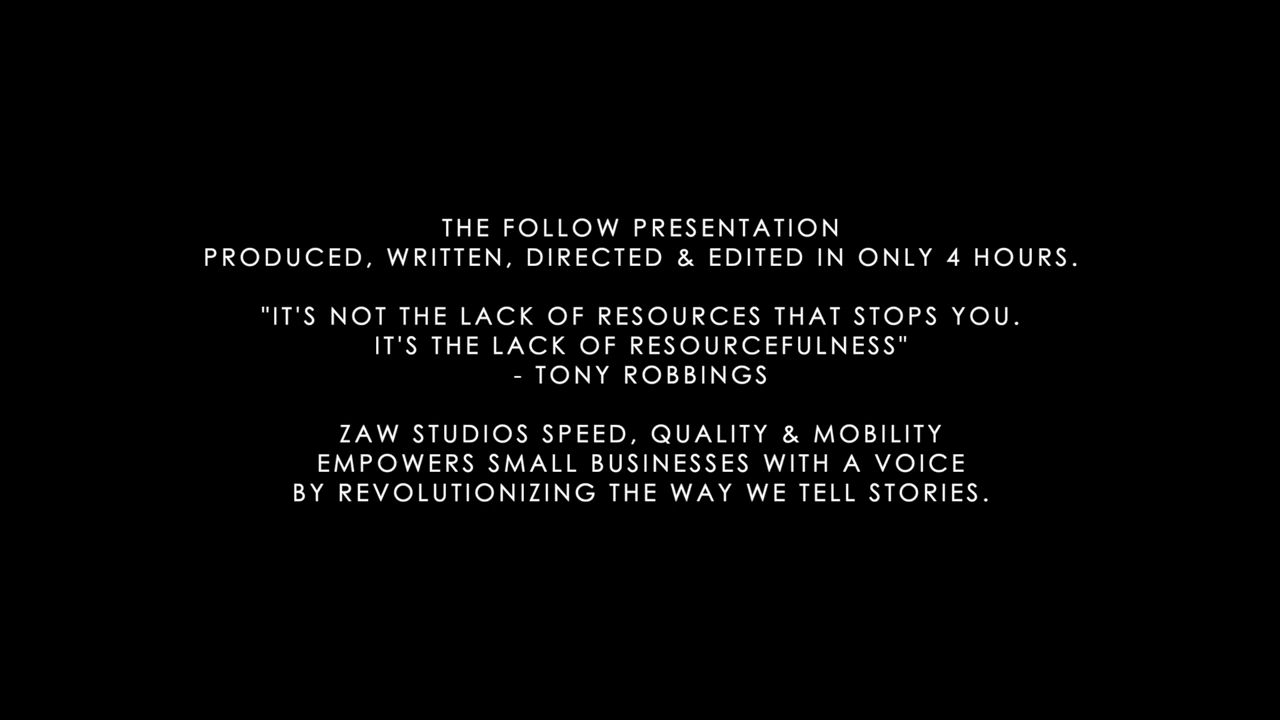 THE FOLLOW PRESENTATION
PRODUCED, WRITTEN, DIRECTED & EDITED IN ONLY 4 HOURS.
"IT'S NOT THE LACK OF RESOURCES THAT STOPS YOU.
IT'S THE LACK OF RESOURCEFULNESS"
- TONY ROBBINGS
ZAW STUDIOS SPEED, QUALITY & MOBILITY
EMPOWERS SMALL BUSINESSES WITH A VOICE
BY REVOLUTIONIZING THE WAY WE TELL STORIES.